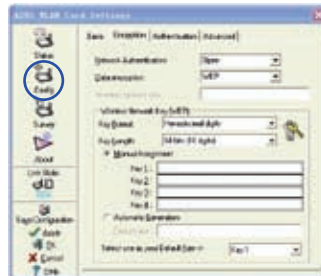 ASUS WLAN Card Settings
Status
Config
Survey
About
Link State
Apply
Ok
Cancel
Help
Basic Encryption Authentication Advanced
Network Authentication: Open
Data encryption: WEP
Wireless Network Key (WEP)
Key Format: Hexadecimal digits
Key Length: 64 bits (10 digits)
Manual Assignment
Key 1:
Key 2:
Key 3:
Key 4:
Automatic Generation
Select one as your Default Key=> Key 1